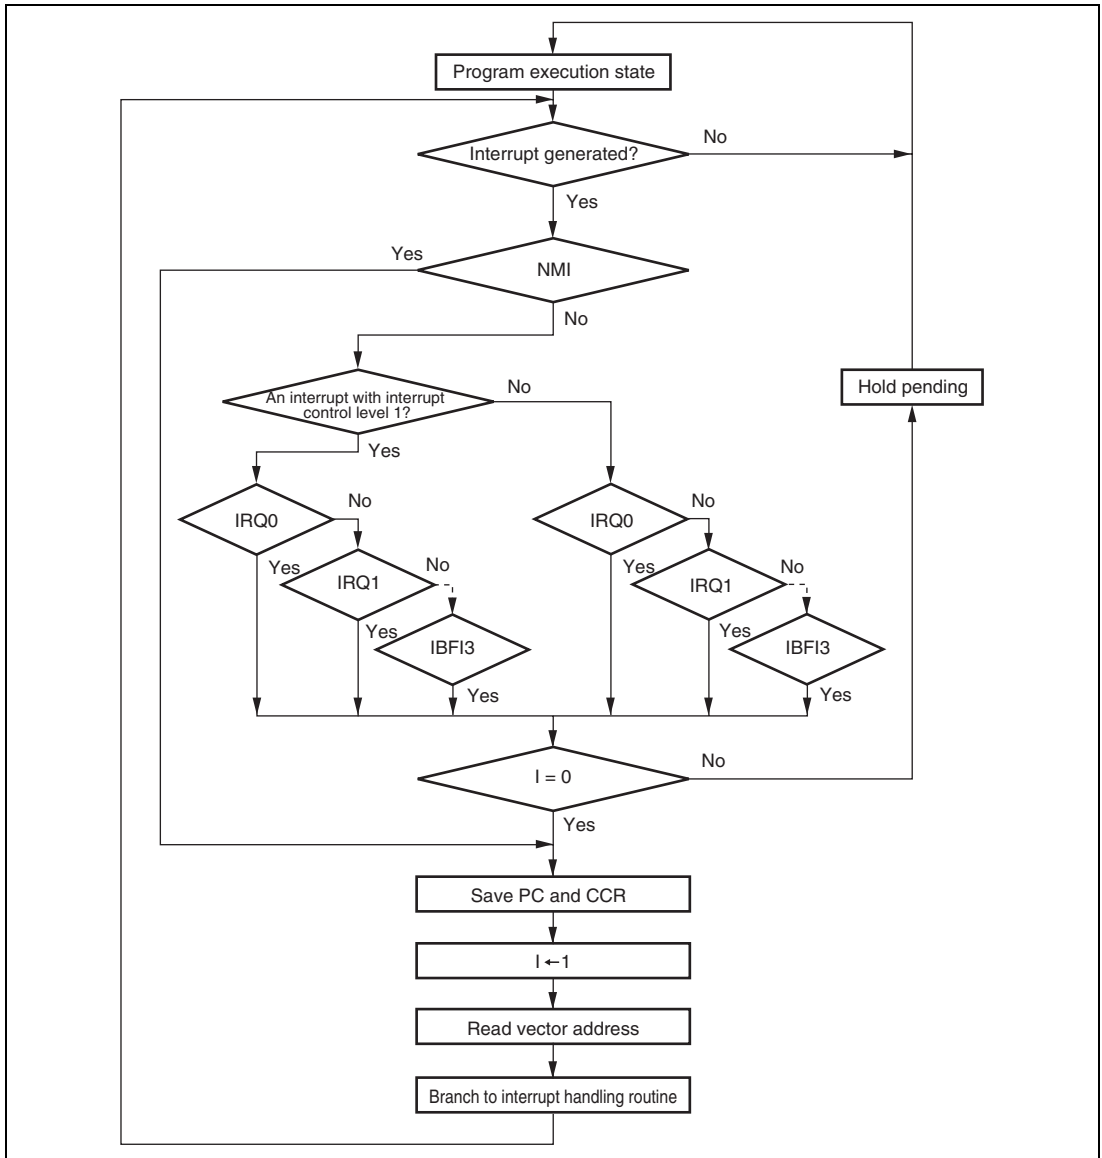 Program execution state
Interrupt generated?
No
Yes
Yes
NMI
No
An interrupt with interrupt
control level 1?
No
Hold pending
Yes
IRQ0
No
IRQ0
No
Yes
IRQ1
No
Yes
IRQ1
No
Yes
IBFI3
Yes
IBFI3
Yes
Yes
I = 0
No
Yes
Save PC and CCR
I ←1
Read vector address
Branch to interrupt handling routine